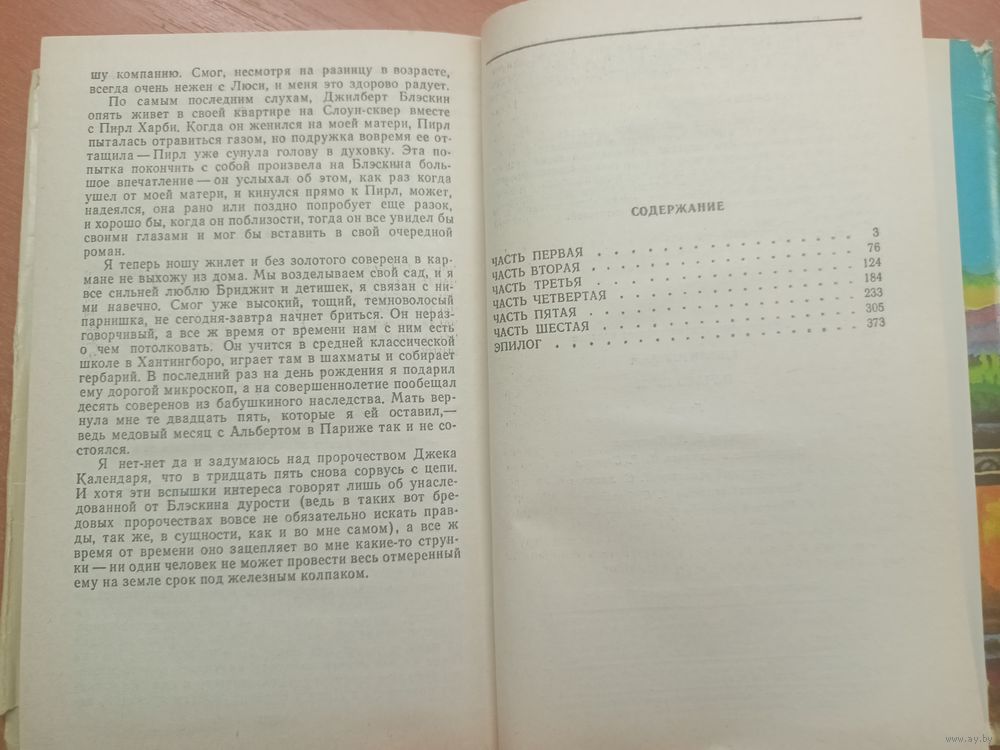 шу компанию. Смог, несмотря на разницу в возрасте,
всегда очень нежен с Люси, и меня это здорово радует.
По самым последним слухам, Джилберт Блэскин
опять живет в своей квартире на Слоун-сквер вместе
с Пирл Харби. Когда он женился на моей матери, Пирл
пыталась отравиться газом, но подружка вовремя ее от-
тащила — Пирл уже сунула голову в духовку. Эта по-
пытка покончить с собой произвела на Блэскина боль-
шое впечатление — он услыхал об этом, как раз когда
ушел от моей матери, и кинулся прямо к Пирл, может,
надеялся, она рано или поздно попробует еще разок,
и хорошо бы, когда он поблизости, тогда он все увидел бы
своими глазами и мог бы вставить в свой очередной
роман.
Я теперь ношу жилет и без золотого соверена в кар-
мане не выхожу из дома. Мы возделываем свой сад, и я
все сильней люблю Бриджит и детишек, я связан с ни-
ми навечно. Смог уже высокий, тощий, темноволосый
парнишка, не сегодня-завтра начнет бриться. Он нераз-
говорчивый, а все ж время от времени нам с ним есть
о чем потолковать. Он учится в средней классической
школе в Хантингборо, играет там в шахматы и собирает
гербарий. В последний раз на день рождения я подарил
ему дорогой микроскоп, а на совершеннолетие пообещал
десять соверенов из бабушкиного наследства. Мать вер-
нула мне те двадцать пять, которые я ей оставил,—
ведь медовый месяц с Альбертом в Париже так и не со-
стоялся.
Я нет-нет да и задумаюсь над пророчеством Джека
Календаря, что в тридцать пять снова сорвусь с цепи.
И хотя эти вспышки интереса говорят лишь об унасле-
дованной от Блэскина дурости (ведь в таких вот бре-
довых пророчествах вовсе не обязательно искать прав-
ды, так же, в сущности, как и во мне самом), а все ж
время от времени оно зацепляет во мне какие-то струн-
ки — ни один человек не может провести весь отмеренный
ему на земле срок под железным колпаком.
СОДЕРЖАНИЕ
ЧАСТЬ ПЕРВАЯ . . . . . . . . . . . . 3
ЧАСТЬ ВТОРАЯ . . . . . . . . . . . . 76
ЧАСТЬ ТРЕТЬЯ . . . . . . . . . . . . 124
ЧАСТЬ ЧЕТВЕРТАЯ . . . . . . . . . . . 184
ЧАСТЬ ПЯТАЯ . . . . . . . . . . . . 233
ЧАСТЬ ШЕСТАЯ . . . . . . . . . . . . 305
ЭПИЛОГ . . . . . . . . . . . . . . 373
www.ay.by